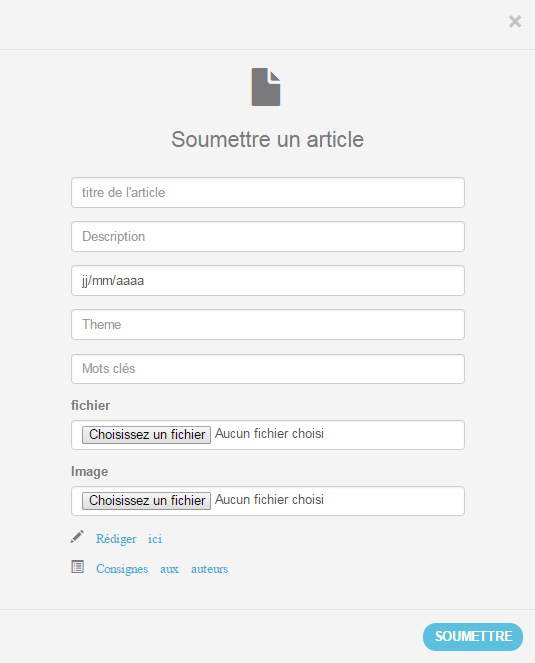 ×
Soumettre un article
titre de l'article
Description
jj/mm/aaaa
Theme
Mots clés
fichier
Choisissez un fichier Aucun fichier choisi
Image
Choisissez un fichier Aucun fichier choisi
Rédiger ici
Consignes aux auteurs
SOUMETTRE